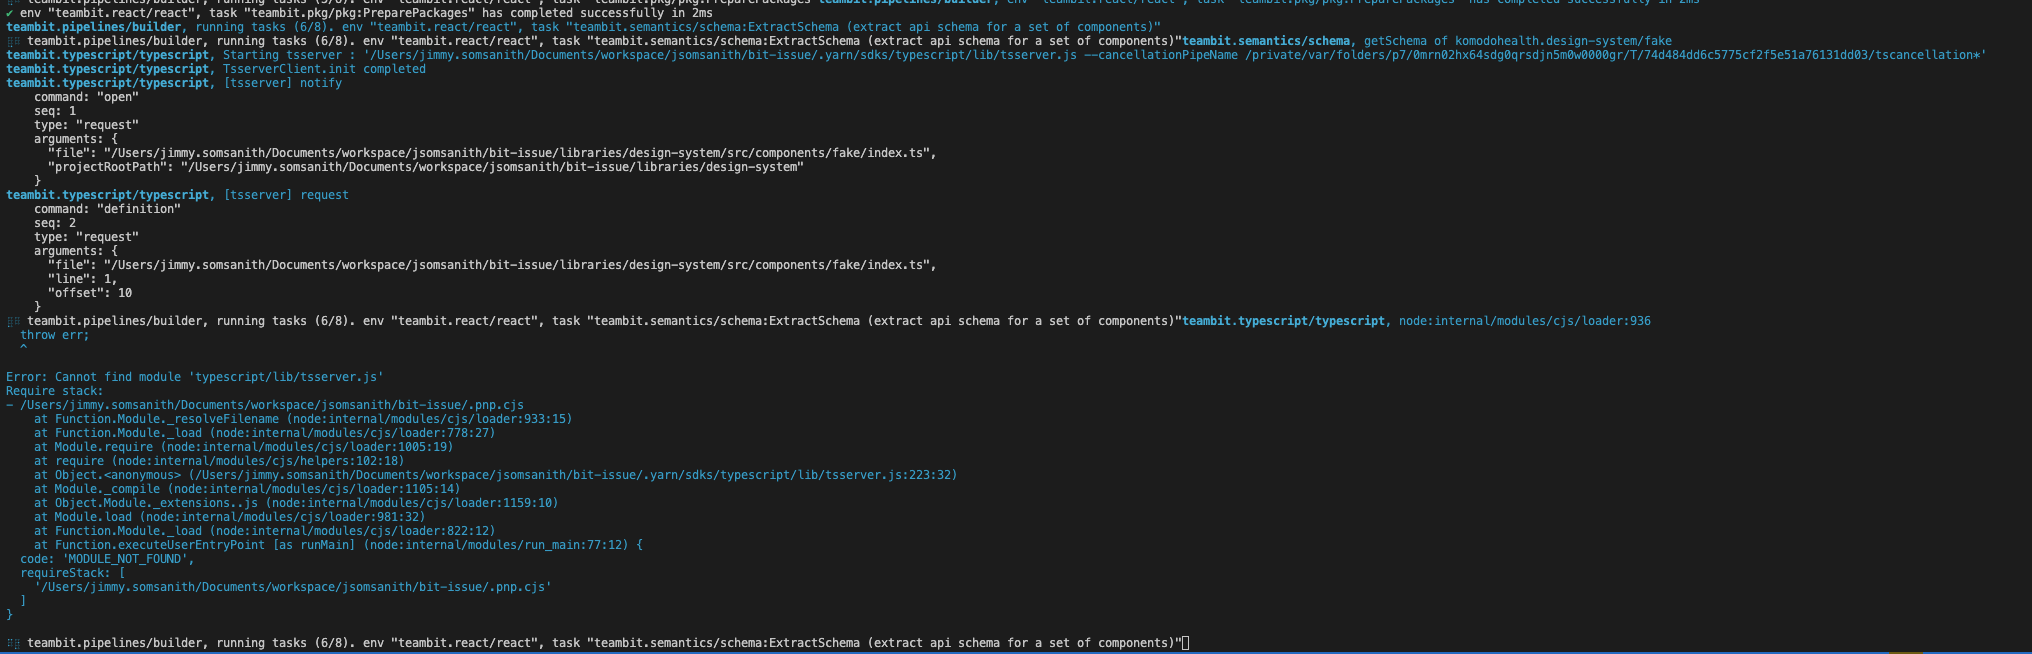 ✔ env "teambit.react/react", task "teambit.pkg/pkg:PreparePackages" has completed successfully in 2ms
teambit.pipelines/builder, running tasks (6/8). env "teambit.react/react", task "teambit.semantics/schema:ExtractSchema (extract api schema for a set of components)"
teambit.pipelines/builder, running tasks (6/8). env "teambit.react/react", task "teambit.semantics/schema:ExtractSchema (extract api schema for a set of components)"teambit.semantics/schema, getSchema of komodohealth.design-system/fake
teambit.typescript/typescript, Starting tsserver : '/Users/jimmy.somsanith/Documents/workspace/jsomsanith/bit-issue/.yarn/sdks/typescript/lib/tsserver.js --cancellationPipeName /private/var/folders/p7/0mrn02hx64sdg0qrsdjn5m0w0000gr/T/74d484dd6c5775cf2f5e51a76131dd03/tscancellation*'
teambit.typescript/typescript, TsserverClient.init completed
teambit.typescript/typescript, [tsserver] notify
    command: "open"
    seq: 1
    type: "request"
    arguments: {
      "file": "/Users/jimmy.somsanith/Documents/workspace/jsomsanith/bit-issue/libraries/design-system/src/components/fake/index.ts",
      "projectRootPath": "/Users/jimmy.somsanith/Documents/workspace/jsomsanith/bit-issue/libraries/design-system"
    }
teambit.typescript/typescript, [tsserver] request
    command: "definition"
    seq: 2
    type: "request"
    arguments: {
      "file": "/Users/jimmy.somsanith/Documents/workspace/jsomsanith/bit-issue/libraries/design-system/src/components/fake/index.ts",
      "line": 1,
      "offset": 10
    }
teambit.pipelines/builder, running tasks (6/8). env "teambit.react/react", task "teambit.semantics/schema:ExtractSchema (extract api schema for a set of components)"teambit.typescript/typescript, node:internal/modules/cjs/loader:936
  throw err;
  ^
Error: Cannot find module 'typescript/lib/tsserver.js'
Require stack:
- /Users/jimmy.somsanith/Documents/workspace/jsomsanith/bit-issue/.pnp.cjs
    at Function.Module._resolveFilename (node:internal/modules/cjs/loader:933:15)
    at Function.Module._load (node:internal/modules/cjs/loader:778:27)
    at Module.require (node:internal/modules/cjs/loader:1005:19)
    at require (node:internal/modules/cjs/helpers:102:18)
    at Object.<anonymous> (/Users/jimmy.somsanith/Documents/workspace/jsomsanith/bit-issue/.yarn/sdks/typescript/lib/tsserver.js:223:32)
    at Module._compile (node:internal/modules/cjs/loader:1105:14)
    at Object.Module._extensions..js (node:internal/modules/cjs/loader:1159:10)
    at Module.load (node:internal/modules/cjs/loader:981:32)
    at Function.Module._load (node:internal/modules/cjs/loader:822:12)
    at Function.executeUserEntryPoint [as runMain] (node:internal/modules/run_main:77:12) {
  code: 'MODULE_NOT_FOUND',
  requireStack: [
    '/Users/jimmy.somsanith/Documents/workspace/jsomsanith/bit-issue/.pnp.cjs'
  ]
}
teambit.pipelines/builder, running tasks (6/8). env "teambit.react/react", task "teambit.semantics/schema:ExtractSchema (extract api schema for a set of components)"